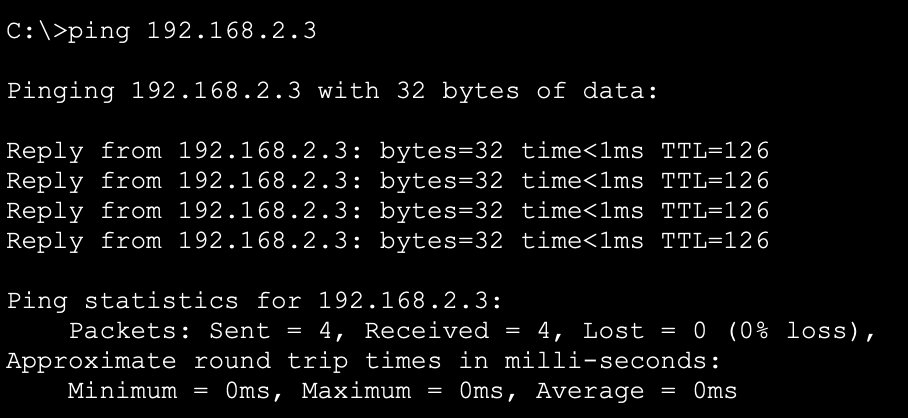 C:\>ping 192.168.2.3
Pinging 192.168.2.3 with 32 bytes of data:
Reply from 192.168.2.3: bytes=32 time<1ms TTL=126
Reply from 192.168.2.3: bytes=32 time<1ms TTL=126
Reply from 192.168.2.3: bytes=32 time<1ms TTL=126
Reply from 192.168.2.3: bytes=32 time<1ms TTL=126
Ping statistics for 192.168.2.3:
    Packets: Sent = 4, Received = 4, Lost = 0 (0% loss),
Approximate round trip times in milli-seconds:
    Minimum = 0ms, Maximum = 0ms, Average = 0ms